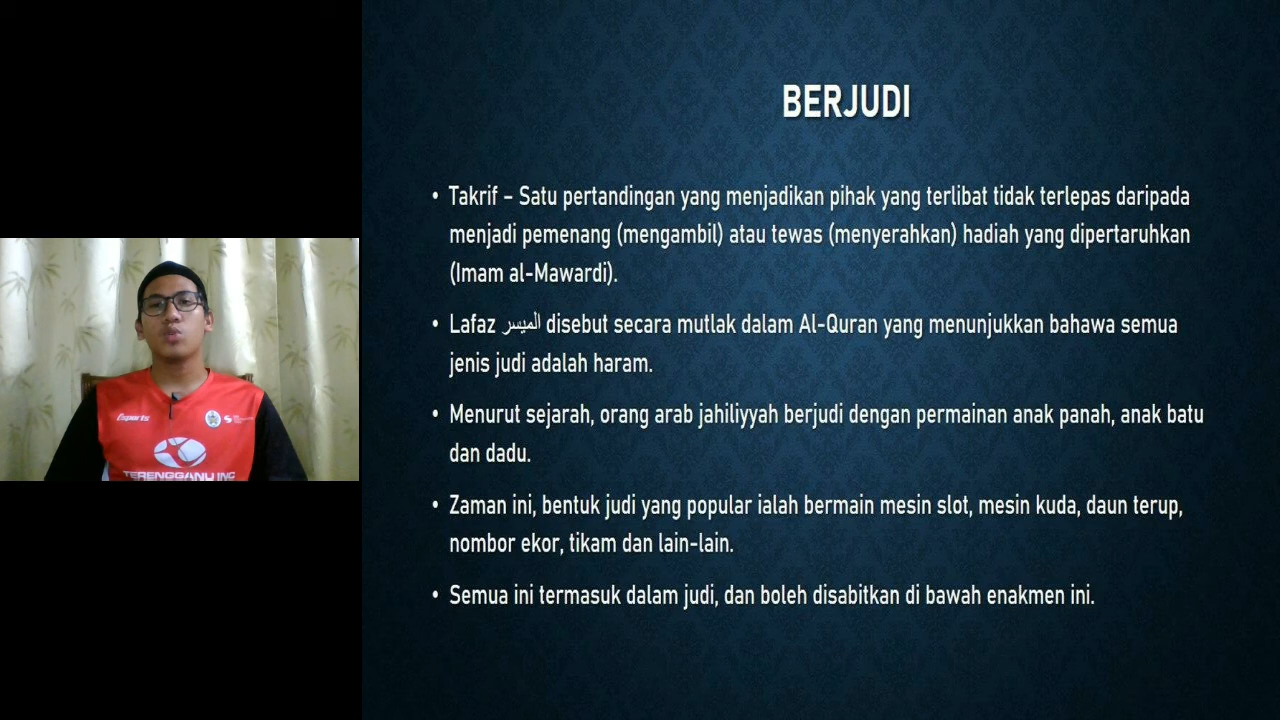 BERJUDI
• Takrif – Satu pertandingan yang menjadikan pihak yang terlibat tidak terlepas daripada
menjadi pemenang (mengambil) atau tewas (menyerahkan) hadiah yang dipertaruhkan
(Imam al-Mawardi).
• Lafaz الميسر disebut secara mutlak dalam Al-Quran yang menunjukkan bahawa semua
jenis judi adalah haram.
• Menurut sejarah, orang arab jahiliyyah berjudi dengan permainan anak panah, anak batu
dan dadu.
• Zaman ini, bentuk judi yang popular ialah bermain mesin slot, mesin kuda, daun terup,
nombor ekor, tikam dan lain-lain.
• Semua ini termasuk dalam judi, dan boleh disabitkan di bawah enakmen ini.
esports
TERENGGANU INC